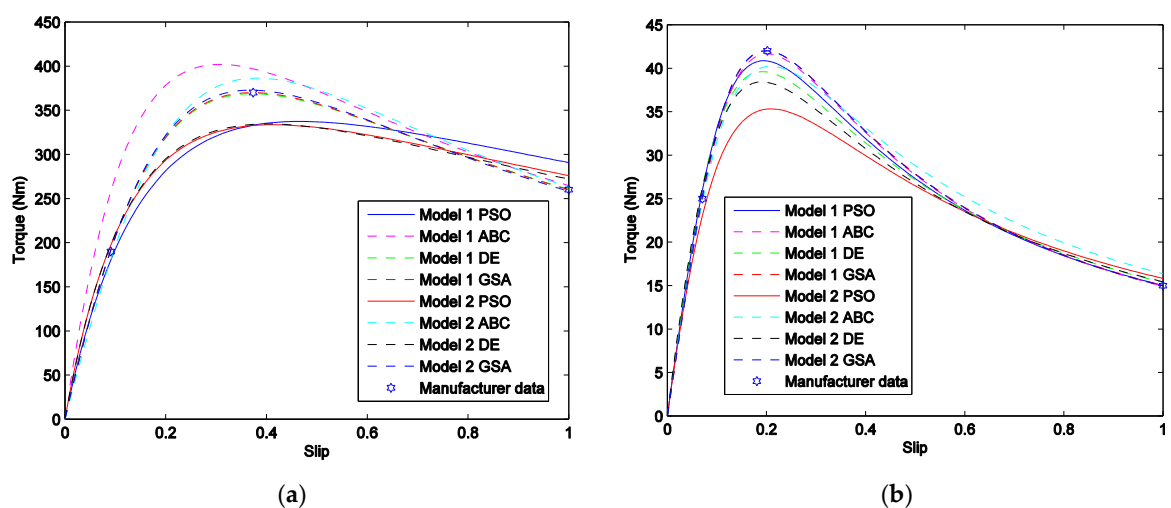 450
400
350
300
250
200
150
100
50
0
Torque (Nm)
0
0.2
0.4
0.6
0.8
1
Slip
Model 1 PSO
Model 1 ABC
Model 1 DE
Model 1 GSA
Model 2 PSO
Model 2 ABC
Model 2 DE
Model 2 GSA
Manufacturer data
(a)
45
40
35
30
25
20
15
10
5
0
Torque (Nm)
0
0.2
0.4
0.6
0.8
1
Slip
Model 1 PSO
Model 1 ABC
Model 1 DE
Model 1 GSA
Model 2 PSO
Model 2 ABC
Model 2 DE
Model 2 GSA
Manufacturer data
(b)